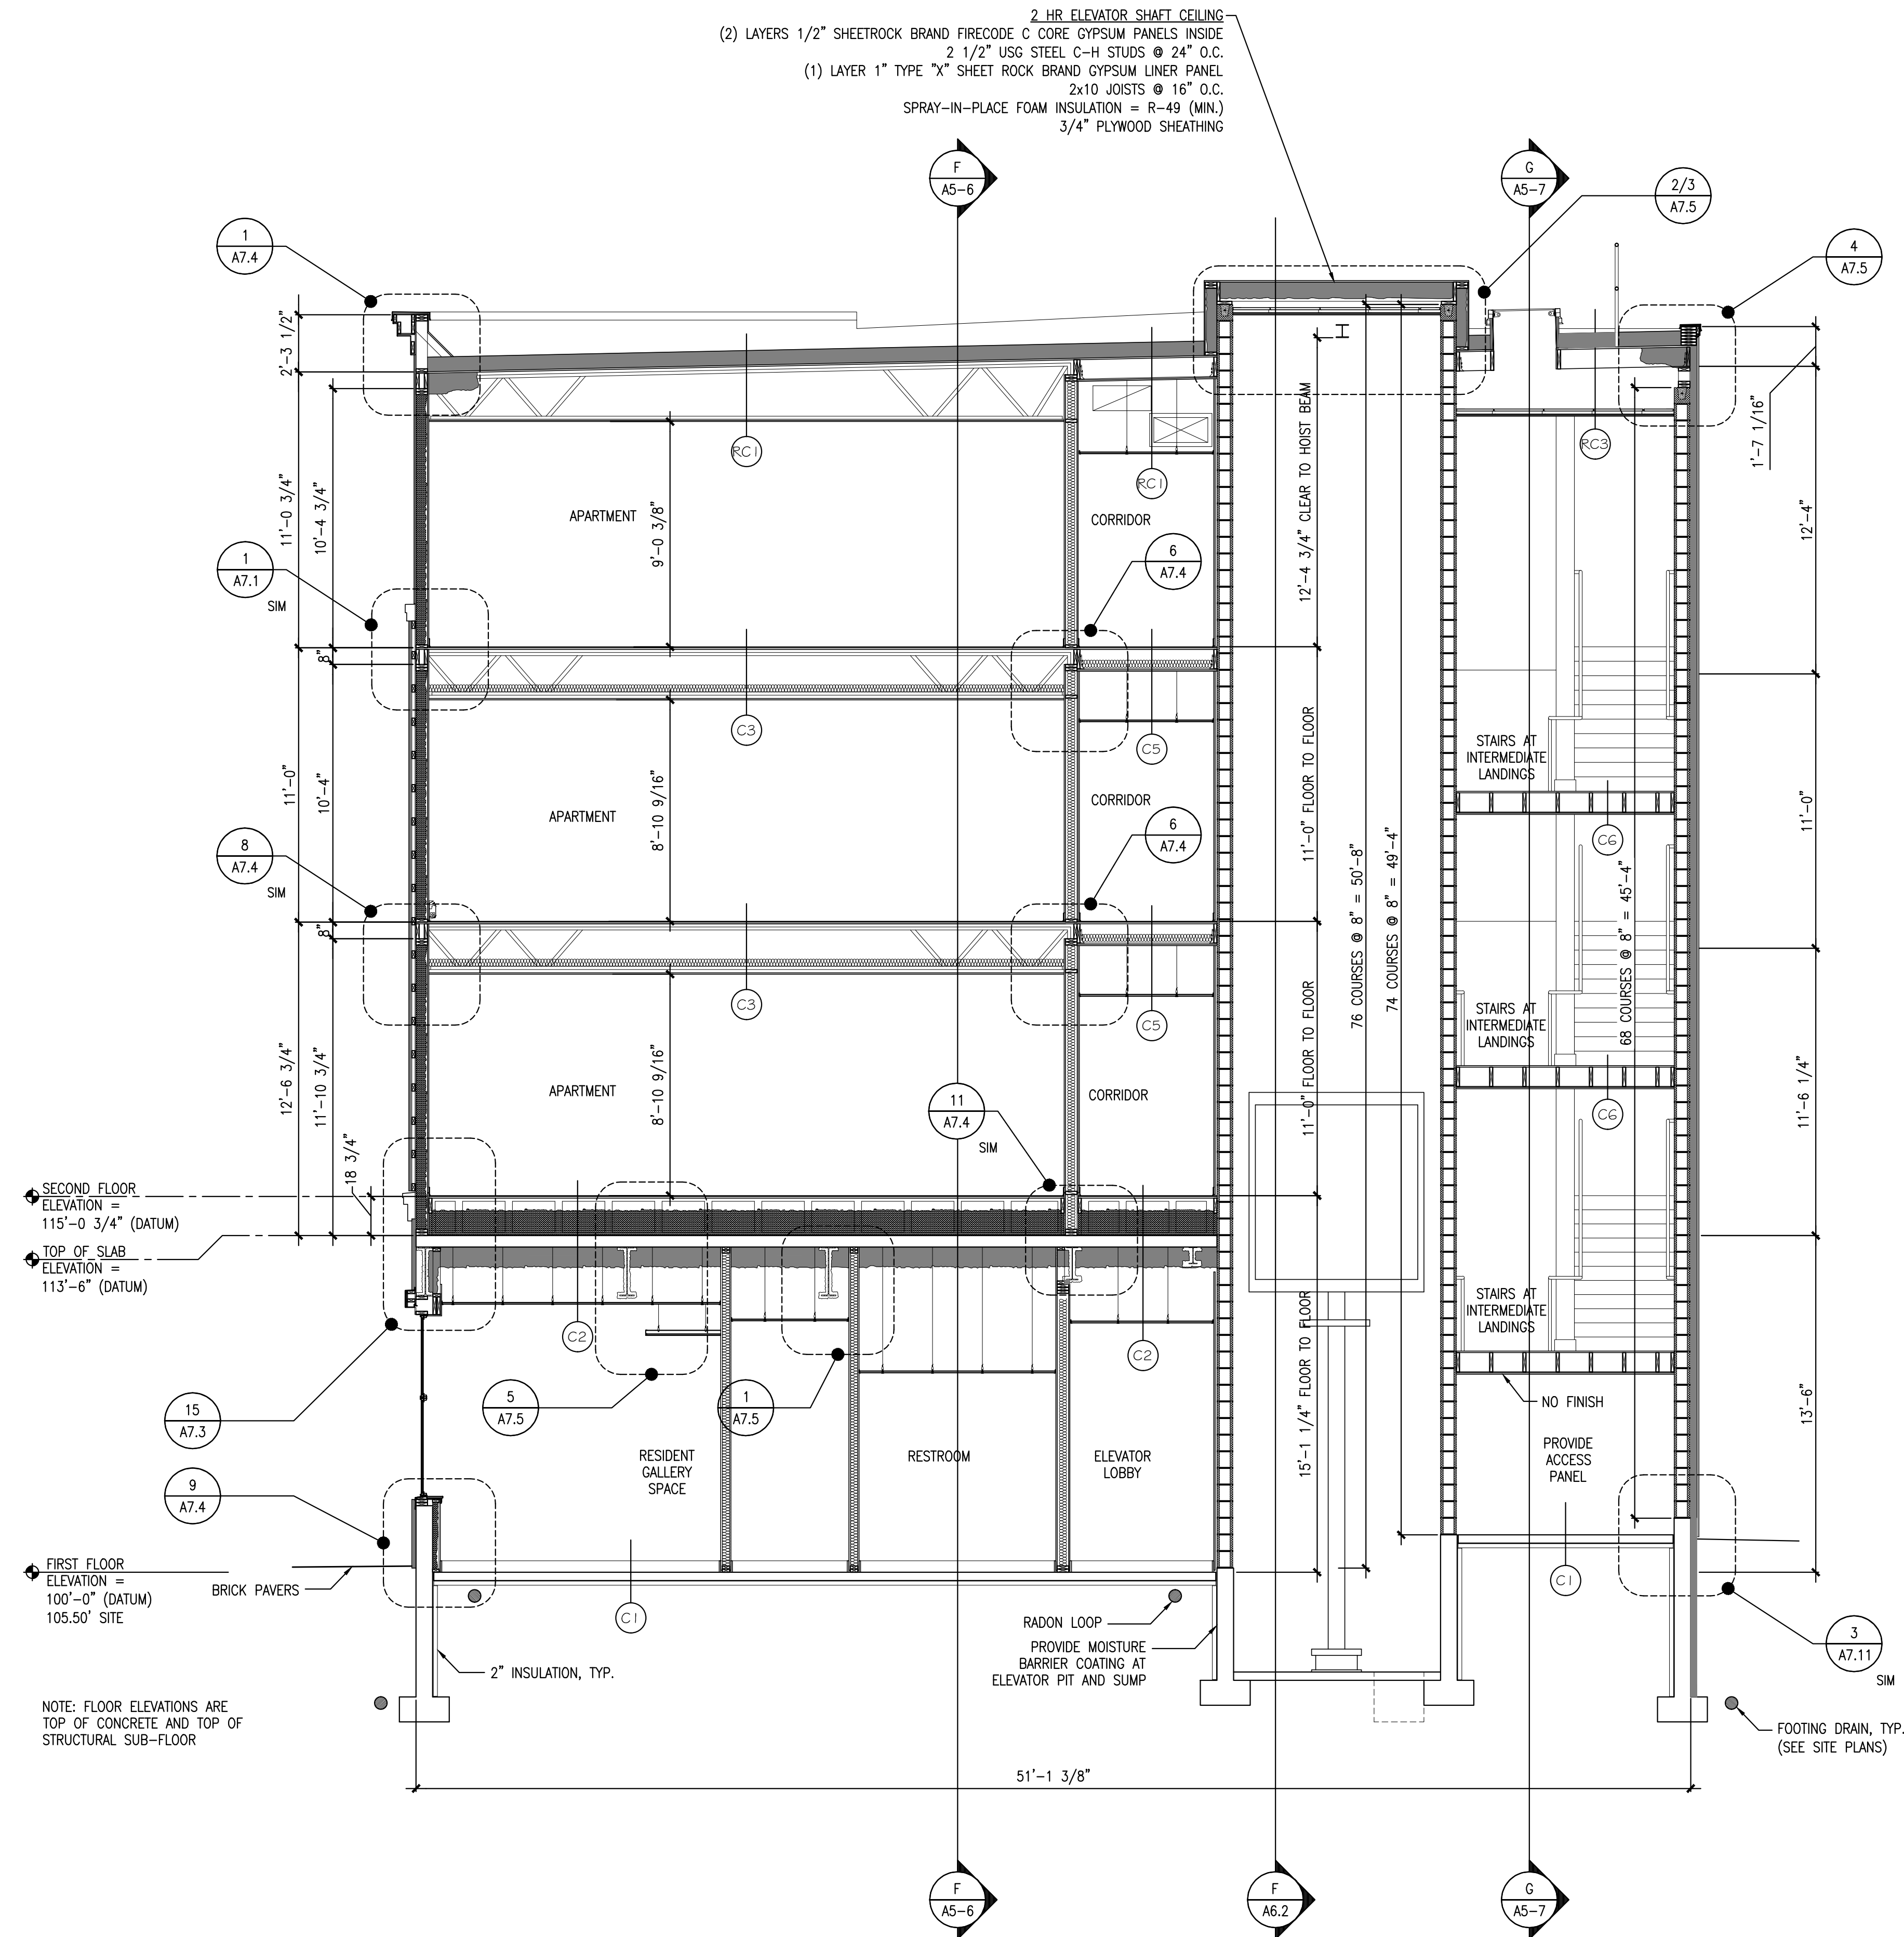 2 HR ELEVATOR SHAFT CEILING
(2) LAYERS 1/2" SHEETROCK BRAND FIRECODE C CORE GYPSUM PANELS INSIDE
2 1/2" USG STEEL C-H STUDS @ 24" O.C.
(1) LAYER 1" TYPE "X" SHEET ROCK BRAND GYPSUM LINER PANEL
2x10 JOISTS @ 16" O.C.
SPRAY-IN-PLACE FOAM INSULATION = R-49 (MIN.)
3/4" PLYWOOD SHEATHING
F
A5-6
G
A5-7
2/3
A7.5
1
A7.4
4
A7.5
2'-3 1/2"
11'-0 3/4"
10'-4 3/4"
RC1
RC1
RC3
1'-7 1/16"
APARTMENT
9'-0 3/8"
CORRIDOR
12'-4 3/4" CLEAR TO HOIST BEAM
12'-4"
1
A7.1
SIM
6
A7.4
8"
C3
C5
11'-0"
10'-4"
APARTMENT
8'-10 9/16"
CORRIDOR
11'-0" FLOOR TO FLOOR
STAIRS AT
INTERMEDIATE
LANDINGS
11'-0"
C6
6
A7.4
8
A7.4
SIM
76 COURSES @ 8" = 50'-8"
74 COURSES @ 8" = 49'-4"
68 COURSES @ 8" = 45'-4"
8"
C3
C5
12'-6 3/4"
11'-10 3/4"
APARTMENT
8'-10 9/16"
CORRIDOR
11'-0" FLOOR TO FLOOR
STAIRS AT
INTERMEDIATE
LANDINGS
11'-6 1/4"
C6
11
A7.4
SIM
18 3/4"
SECOND FLOOR
ELEVATION =
115'-0 3/4" (DATUM)
TOP OF SLAB
ELEVATION =
113'-6" (DATUM)
C2
C2
STAIRS AT
INTERMEDIATE
LANDINGS
15
A7.3
5
A7.5
1
A7.5
NO FINISH
15'-1 1/4" FLOOR TO FLOOR
13'-6"
RESIDENT
GALLERY
SPACE
RESTROOM
ELEVATOR
LOBBY
PROVIDE
ACCESS
PANEL
9
A7.4
FIRST FLOOR
ELEVATION =
100'-0" (DATUM)
105.50' SITE
BRICK PAVERS
C1
C1
RADON LOOP
PROVIDE MOISTURE
BARRIER COATING AT
ELEVATOR PIT AND SUMP
3
A7.11
SIM
2" INSULATION, TYP.
NOTE: FLOOR ELEVATIONS ARE
TOP OF CONCRETE AND TOP OF
STRUCTURAL SUB-FLOOR
FOOTING DRAIN, TYP.
(SEE SITE PLANS)
51'-1 3/8"
F
A5-6
F
A6.2
G
A5-7